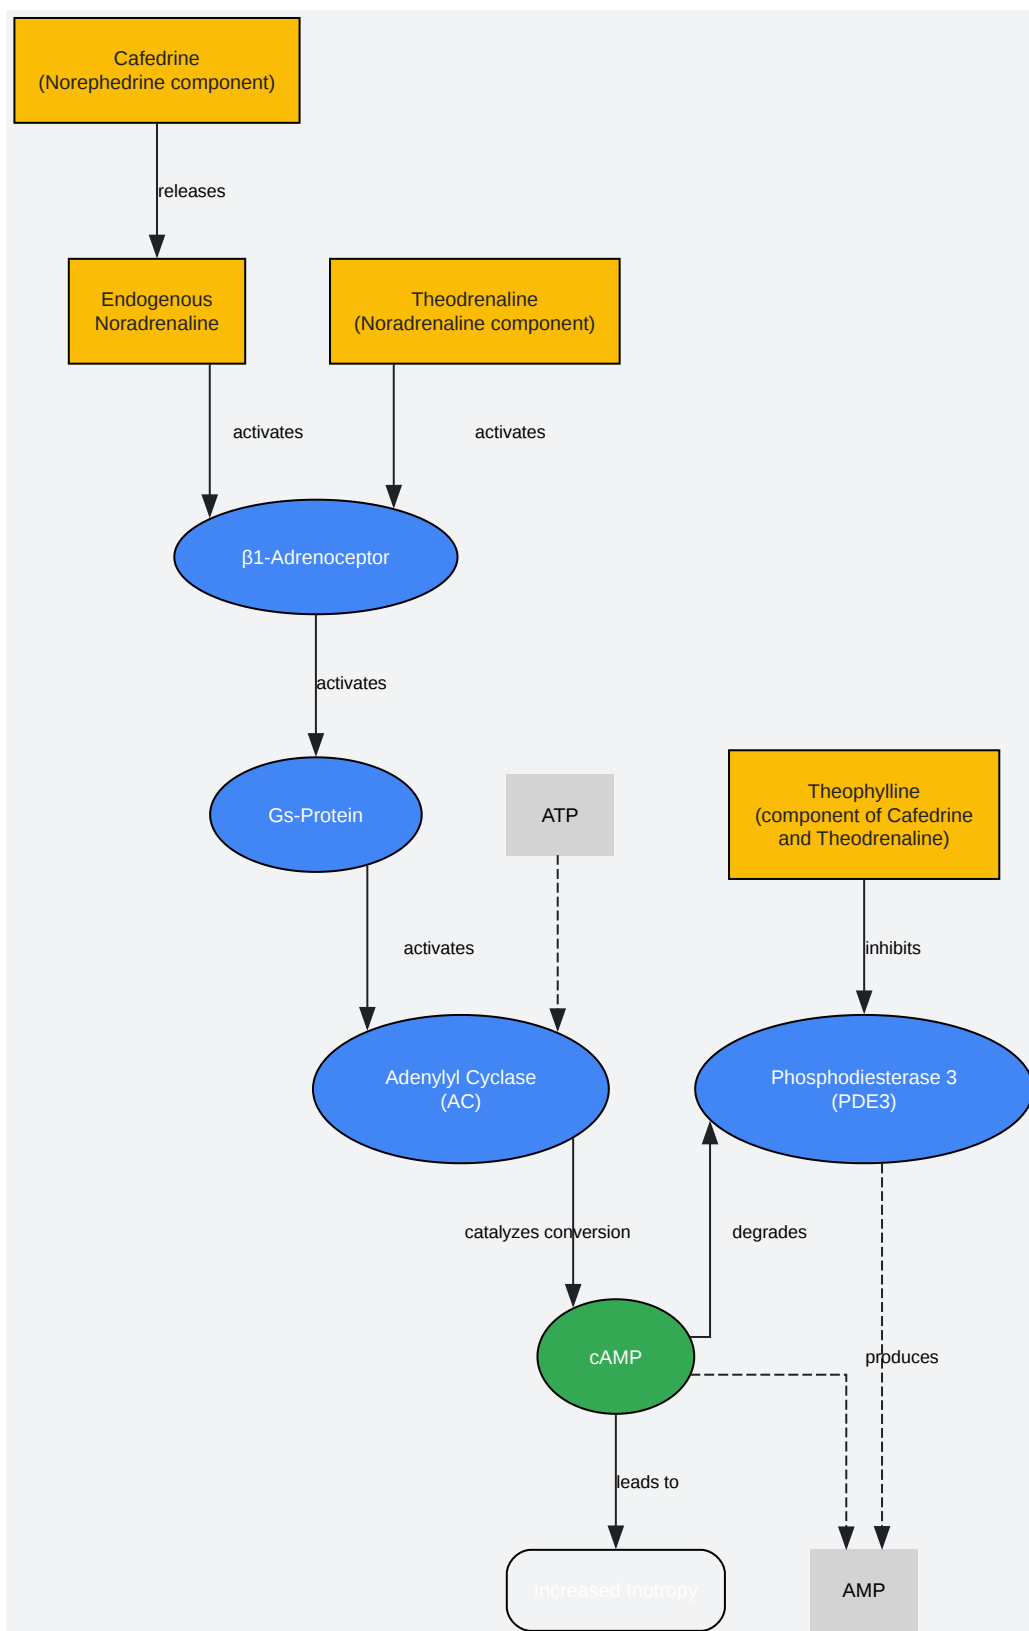 Cafedrine
(Norephedrine component)
releases
Endogenous
Noradrenaline
Theodrenaline
(Noradrenaline component)
activates
activates
β1-Adrenoceptor
activates
Gs-Protein
ATP
Theophylline
(component of Cafedrine
and Theodrenaline)
activates
inhibits
Adenylyl Cyclase
(AC)
Phosphodiesterase 3
(PDE3)
catalyzes conversion
degrades
cAMP
produces
leads to
Increased Inotropy
AMP